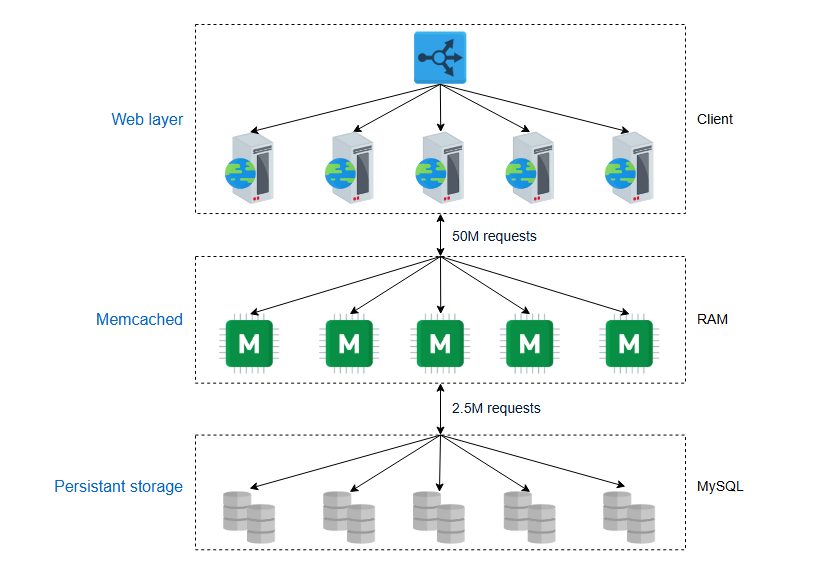 Web layer
Client
50M requests
Memcached
M
M
M
M
M
RAM
2.5M requests
Persistant storage
MySQL